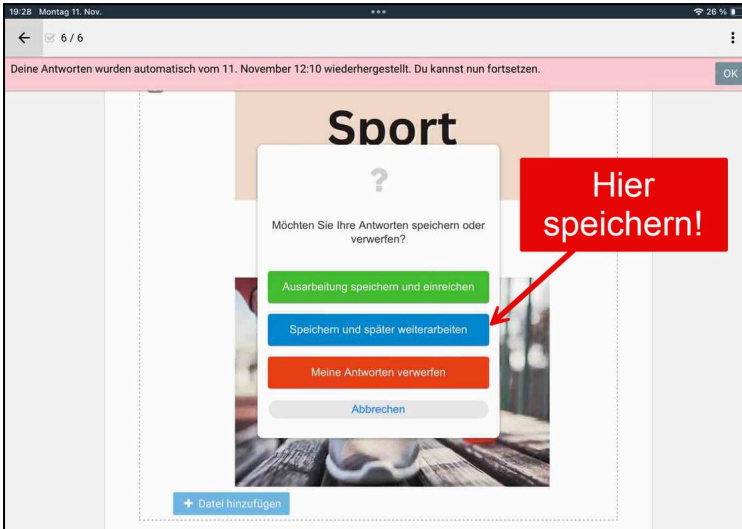 19:28 Montag 11. Nov.
26 %
6 / 6
Deine Antworten wurden automatisch vom 11. November 12:10 wiederhergestellt. Du kannst nun fortsetzen.
OK
Sport
?
Möchten Sie Ihre Antworten speichern oder
verwerfen?
Ausarbeitung speichern und einreichen
Speichern und später weiterarbeiten
Meine Antworten verwerfen
Abbrechen
Hier
speichern!
+ Datei hinzufügen